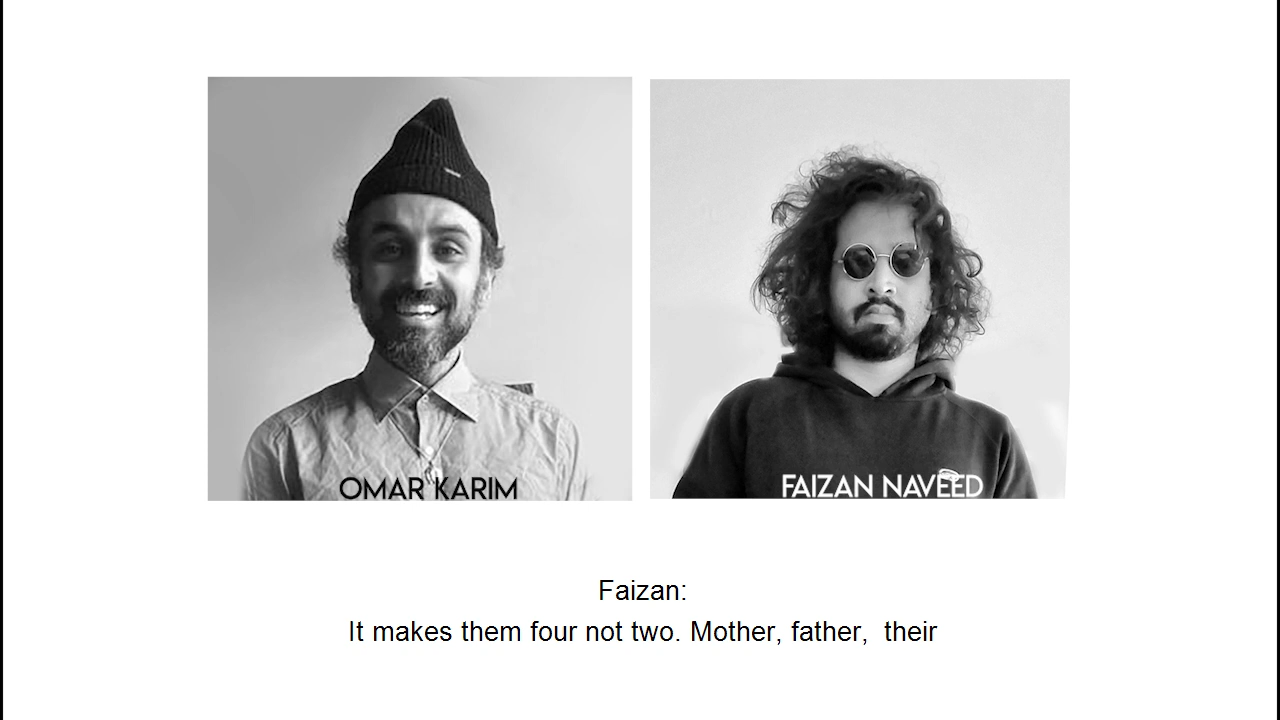 OMAR KARIM
FAIZAN NAVEED
Faizan:
It makes them four not two. Mother, father,  their